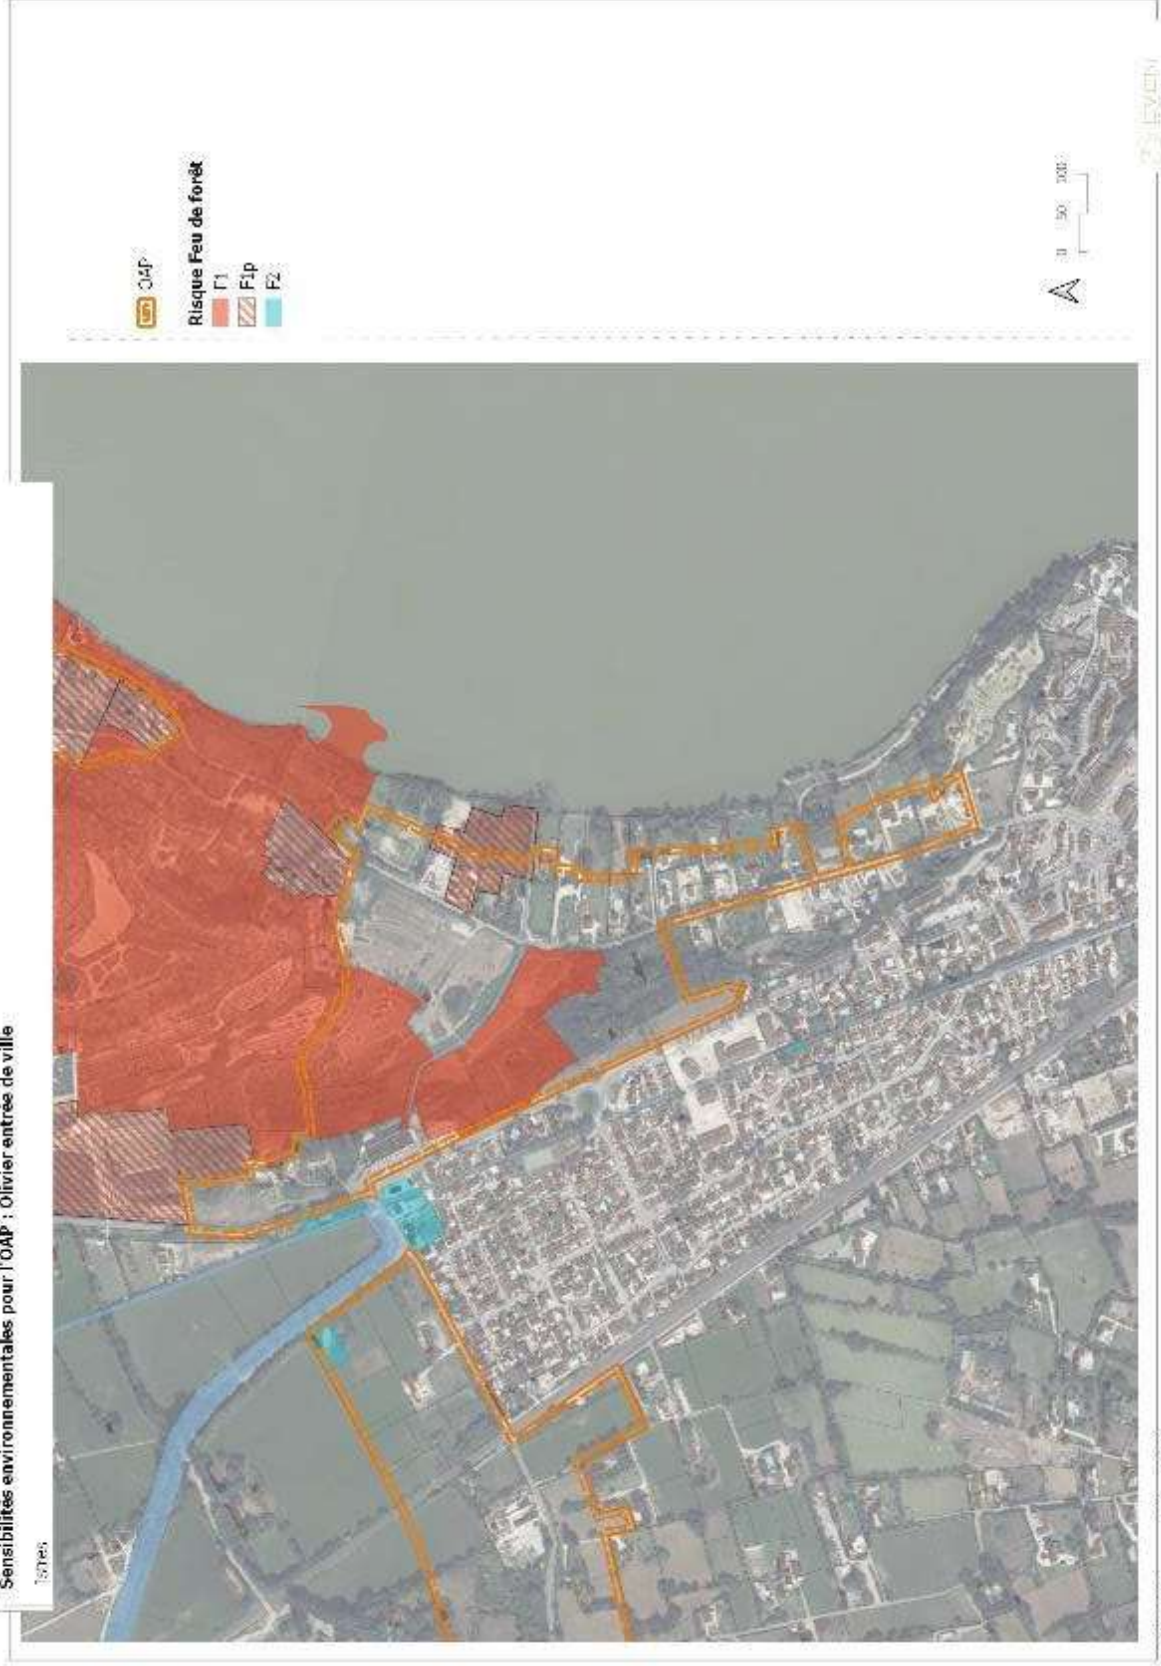 Sensibilités environnementales pour l'OAP : Olivier entrée de ville
Istres
OAP
Risque Feu de forêt
F1
F1p
F2
0 50 100